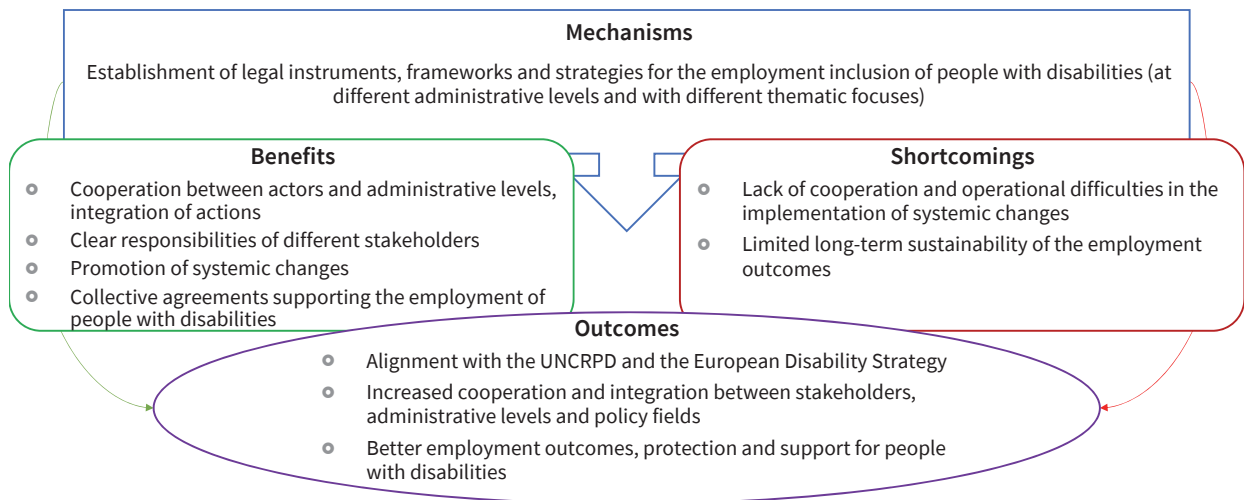 Mechanisms
Establishment of legal instruments, frameworks and strategies for the employment inclusion of people with disabilities (at
different administrative levels and with different thematic focuses)
Benefits
Cooperation between actors and administrative levels,
integration of actions
Clear responsibilities of different stakeholders
Promotion of systemic changes
Collective agreements supporting the employment of
people with disabilities
Shortcomings
Lack of cooperation and operational difficulties in the
implementation of systemic changes
Limited long-term sustainability of the employment
outcomes
Outcomes
Alignment with the UNCRPD and the European Disability Strategy
Increased cooperation and integration between stakeholders,
administrative levels and policy fields
Better employment outcomes, protection and support for people
with disabilities